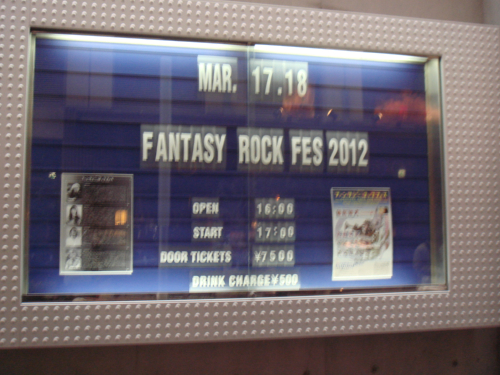 MAR. 17.18
FANTASY ROCK FES 2012
OPEN 16:00
START 17:00
DOOR TICKETS ¥7500
DRINK CHARGE¥500